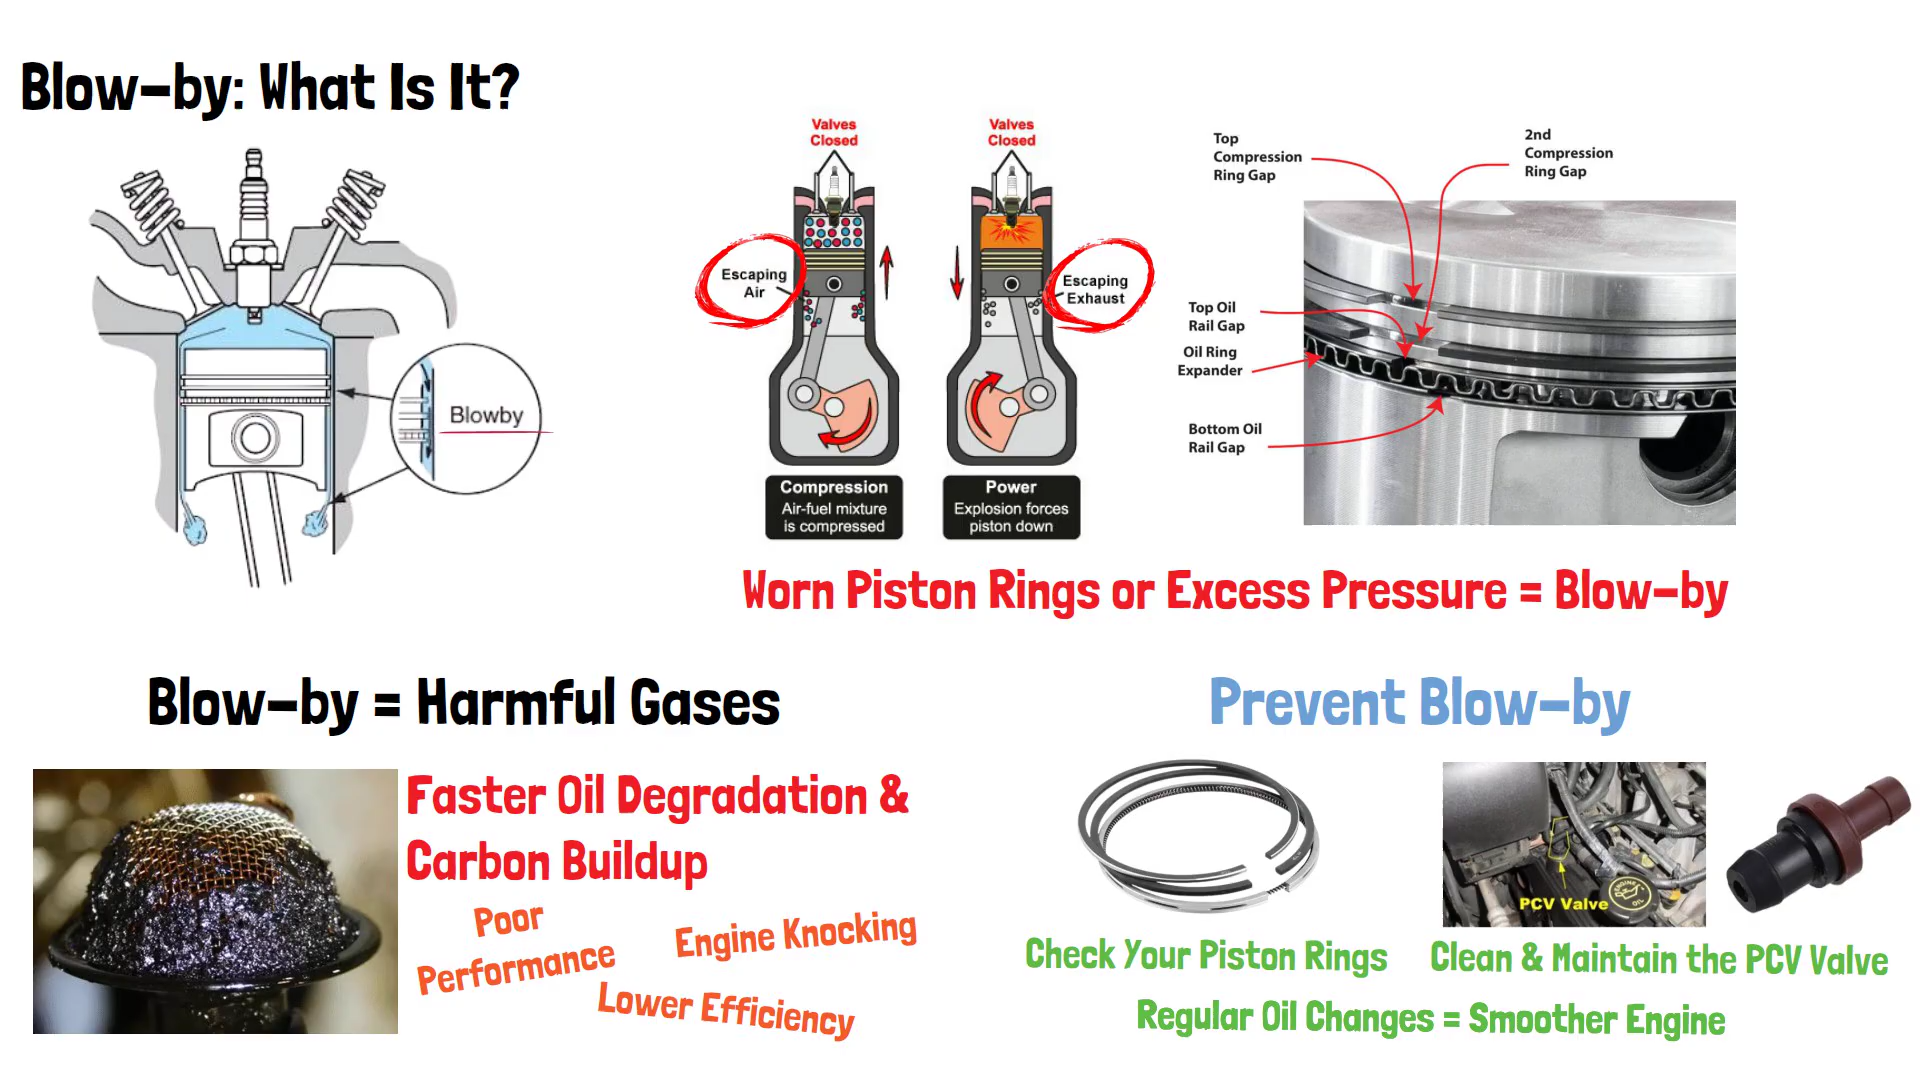 Blow-by: What Is It?
Blowby
Valves
Closed
Escaping
Air
Compression
Air-fuel mixture
is compressed
Valves
Closed
Escaping
Exhaust
Power
Explosion forces
piston down
Top
Compression
Ring Gap
2nd
Compression
Ring Gap
Top Oil
Rail Gap
Oil Ring
Expander
Bottom Oil
Rail Gap
Worn Piston Rings or Excess Pressure = Blow-by
Blow-by = Harmful Gases
Faster Oil Degradation &
Carbon Buildup
Poor
Performance
Engine Knocking
Lower Efficiency
Prevent Blow-by
PCV Valve
ENGINE
OIL
Check Your Piston Rings
Clean & Maintain the PCV Valve
Regular Oil Changes = Smoother Engine